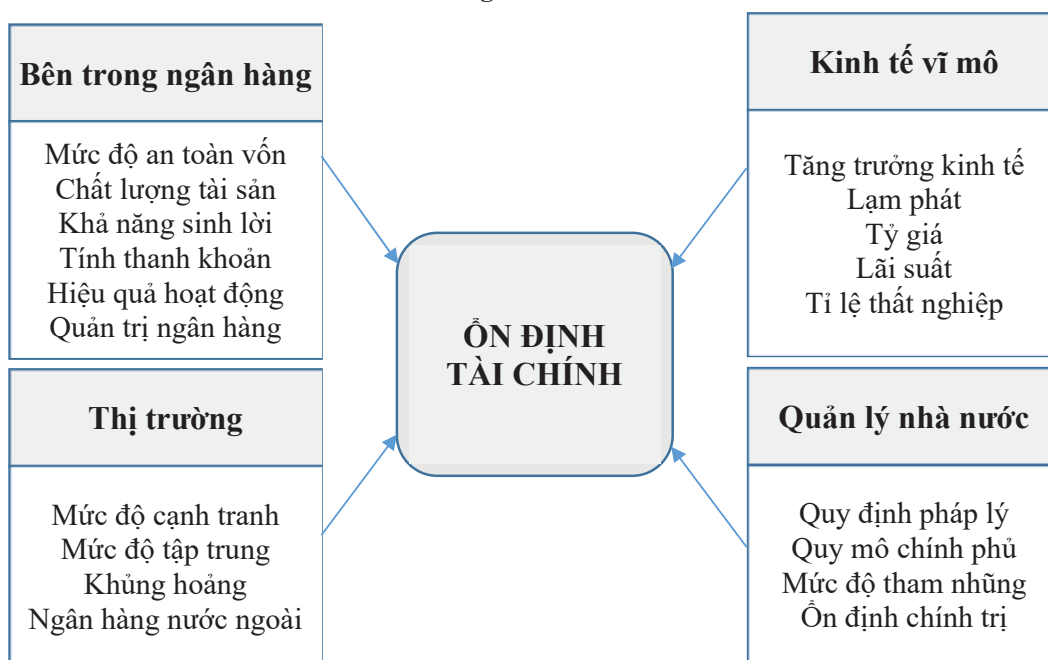 Bên trong ngân hàng
Mức độ an toàn vốn
Chất lượng tài sản
Khả năng sinh lời
Tính thanh khoản
Hiệu quả hoạt động
Quản trị ngân hàng
Thị trường
Mức độ cạnh tranh
Mức độ tập trung
Khủng hoảng
Ngân hàng nước ngoài
ỔN ĐỊNH
TÀI CHÍNH
Kinh tế vĩ mô
Tăng trưởng kinh tế
Lạm phát
Tỷ giá
Lãi suất
Tỉ lệ thất nghiệp
Quản lý nhà nước
Quy định pháp lý
Quy mô chính phủ
Mức độ tham nhũng
Ổn định chính trị